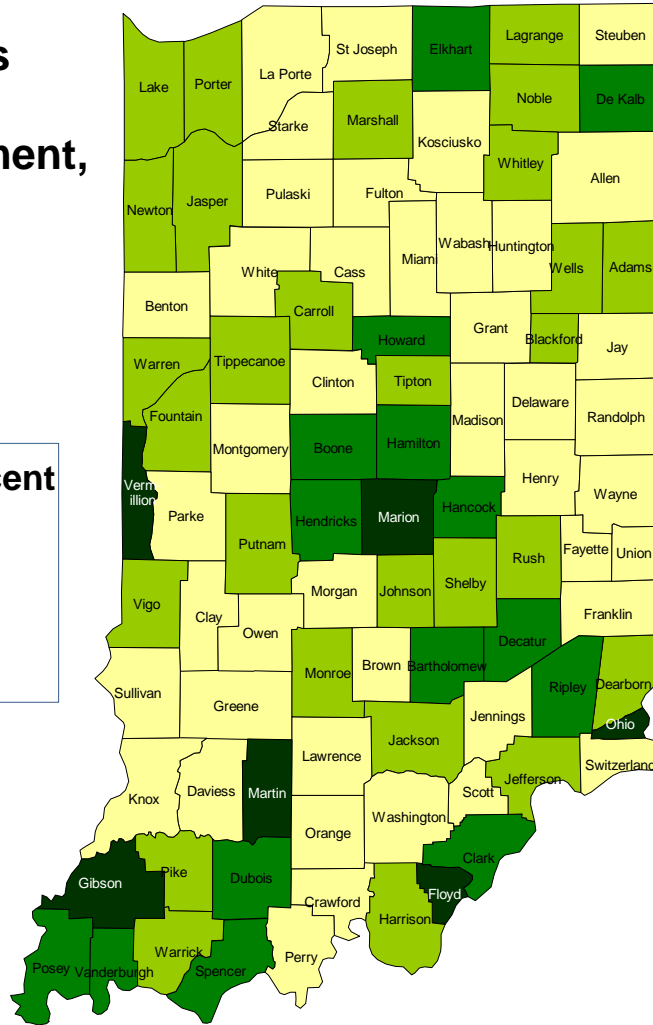 s
ment,
cent
St Joseph
Elkhart
Lagrange
Steuben
Lake
Porter
La Porte
Noble
De Kalb
Starke
Marshall
Kosciusko
Whitley
Allen
Newton
Jasper
Pulaski
Fulton
White
Cass
Miami
Wabash
Huntington
Wells
Adams
Benton
Carroll
Grant
Blackford
Jay
Howard
Warren
Tippecanoe
Clinton
Tipton
Madison
Delaware
Randolph
Fountain
Montgomery
Boone
Hamilton
Henry
Wayne
Verm
illion
Parke
Hendricks
Marion
Hancock
Putnam
Rush
Fayette
Union
Vigo
Clay
Owen
Morgan
Johnson
Shelby
Franklin
Decatur
Sullivan
Greene
Monroe
Brown
Bartholomew
Ripley
Dearborn
Ohio
Jennings
Jackson
Lawrence
Switzerland
Knox
Daviess
Martin
Jefferson
Scott
Washington
Orange
Gibson
Pike
Dubois
Clark
Floyd
Crawford
Harrison
Posey
Vanderburgh
Warrick
Spencer
Perry